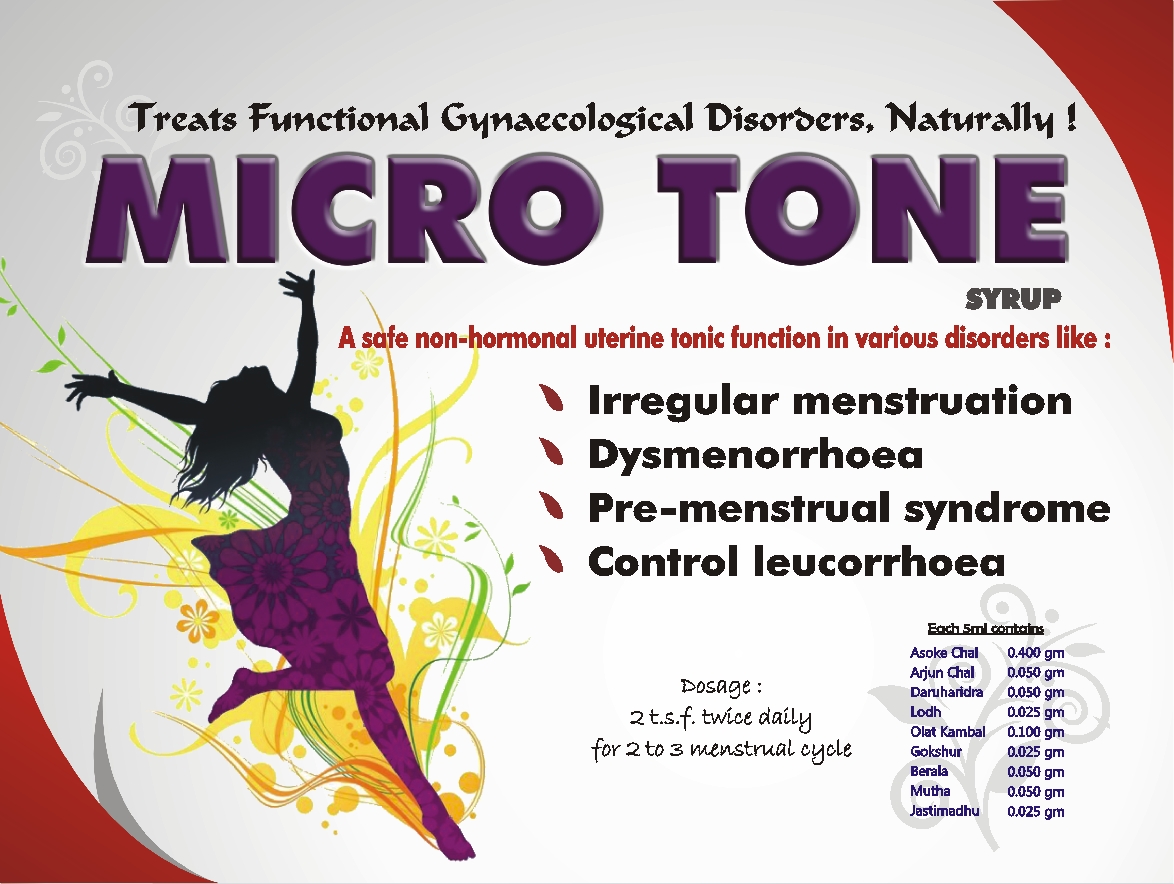 Treats Functional Gynaecological Disorders, Naturally !
MICRO TONE
SYRUP
A safe non-hormonal uterine tonic function in various disorders like :
Irregular menstruation
Dysmenorrhoea
Pre-menstrual syndrome
Control leucorrhoea
Dosage :
2 t.s.f. twice daily
for 2 to 3 menstrual cycle
Each 5ml contains
Asoke Chal 0.400 gm
Arjun Chal 0.050 gm
Daruharidra 0.050 gm
Lodh 0.025 gm
Olat Kambal 0.100 gm
Gokshur 0.025 gm
Berala 0.050 gm
Mutha 0.050 gm
Jastimadhu 0.025 gm